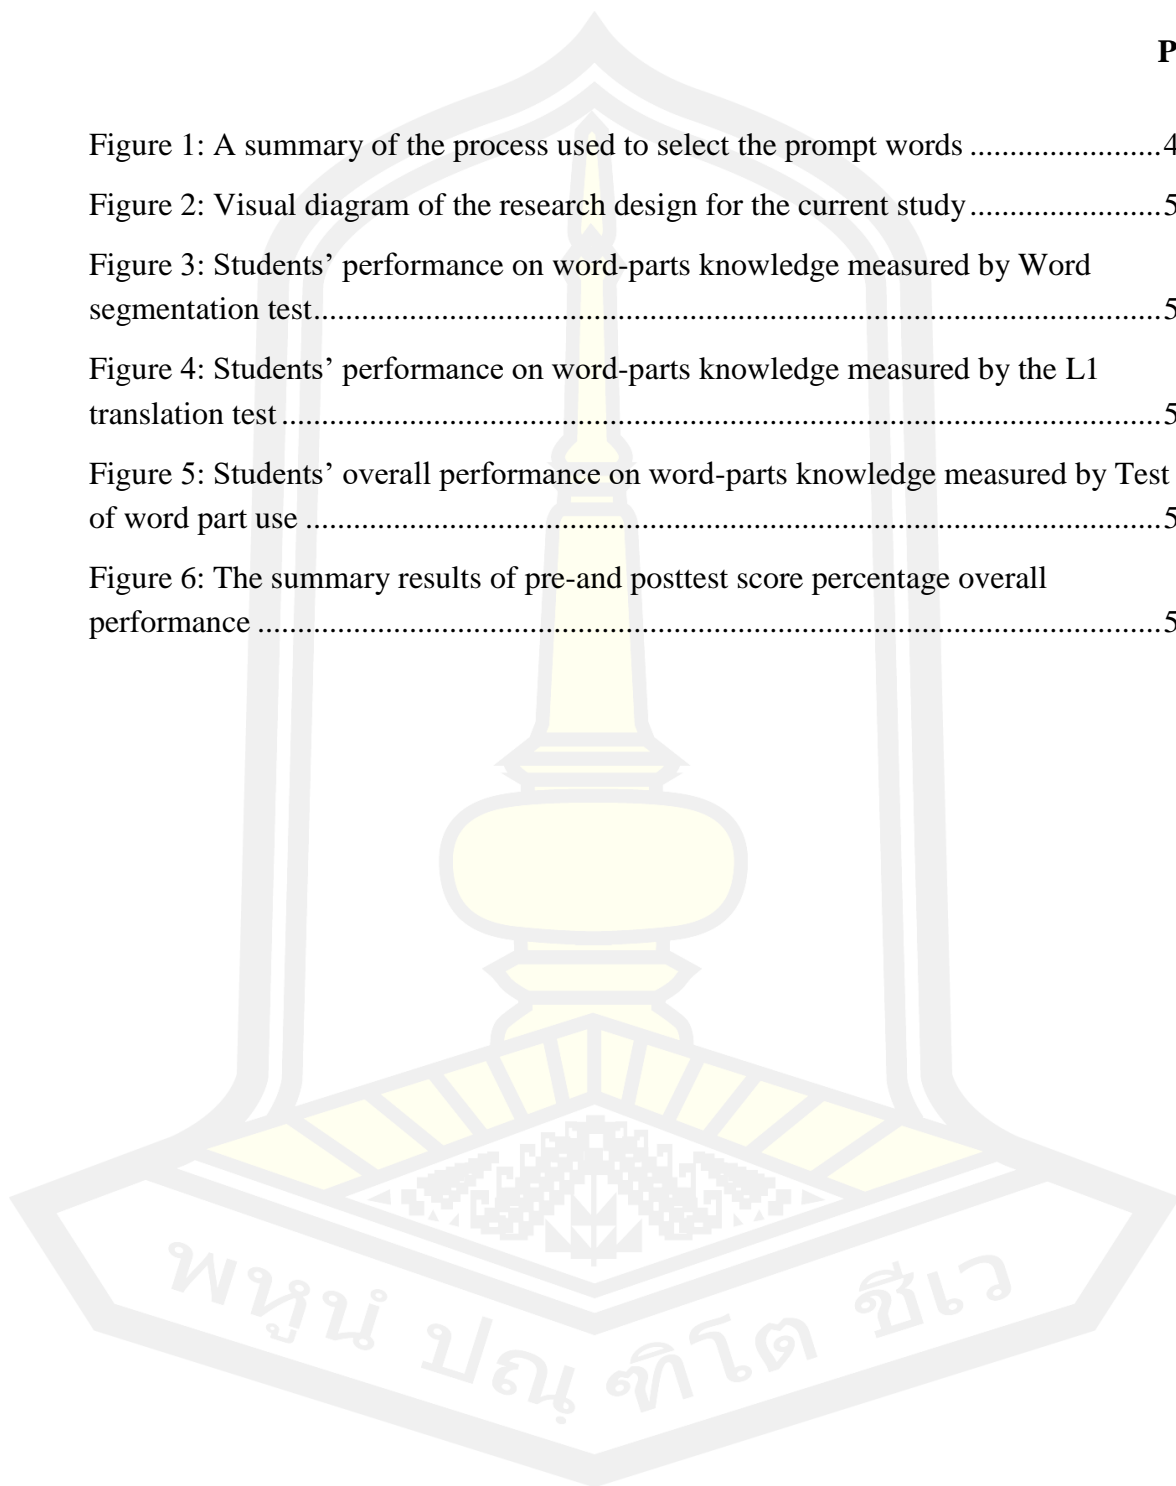 P
Figure 1: A summary of the process used to select the prompt words ........................4
Figure 2: Visual diagram of the research design for the current study........................5
Figure 3: Students’ performance on word-parts knowledge measured by Word
segmentation test.........................................................................................................5
Figure 4: Students’ performance on word-parts knowledge measured by the L1
translation test .............................................................................................................5
Figure 5: Students’ overall performance on word-parts knowledge measured by Test
of word part use ..........................................................................................................5
Figure 6: The summary results of pre-and posttest score percentage overall
performance ................................................................................................................5
พหูนํ ปณฺฑิโต ชีเว